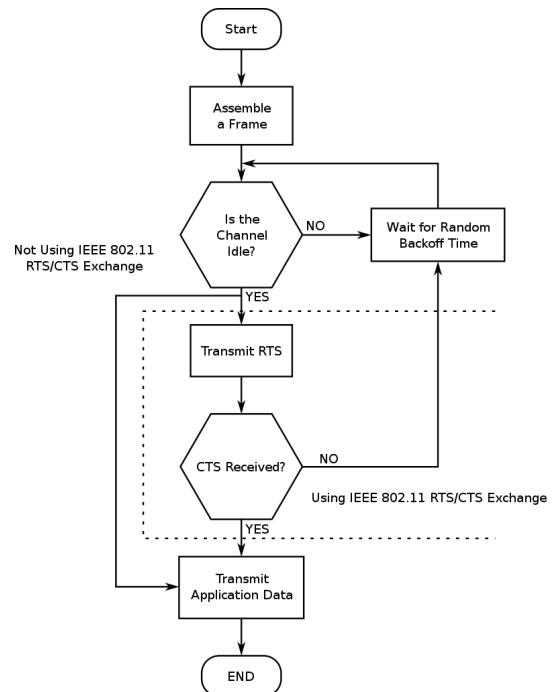 Start
Assemble
a Frame
Is the
Channel
Idle?
NO
Wait for Random
Backoff Time
Not Using IEEE 802.11
RTS/CTS Exchange
YES
Transmit RTS
CTS Received?
NO
Using IEEE 802.11 RTS/CTS Exchange
YES
Transmit
Application Data
END